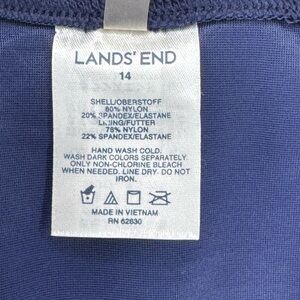 LANDS' END
14
SHELL/OBERSTOFF
80% NYLON
20% SPANDEX/ELASTANE
LINING/FUTTER
78% NYLON
22% SPANDEX/ELASTANE
HAND WASH COLD.
WASH DARK COLORS SEPARATELY.
ONLY NON-CHLORINE BLEACH
WHEN NEEDED. LINE DRY. DO NOT
IRON.
MADE IN VIETNAM
RN 62830